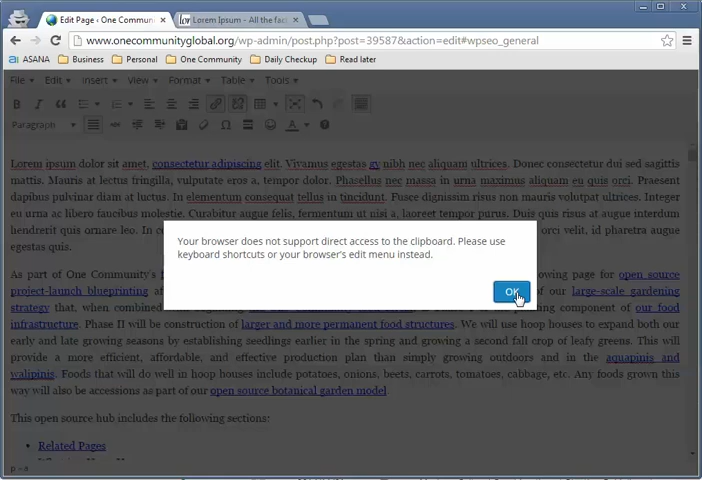 Edit Page ‹ One Commun
Lorem Ipsum - All the fac
www.onecommunityglobal.org/wp-admin/post.php?post=39587&action=edit#wpseo_general
ASANA Business Personal One Community Daily Checkup Read later
File Edit Insert View Format Table Tools
Paragraph
Lorem ipsum dolor sit amet, consectetur adipiscing elit. Vivamus egestas ex nibh nec aliquam ultrices. Donec consectetur dui sed sagittis
mattis. Mauris at lectus fringilla, vulputate eros a, tempor dolor. Phasellus nec massa in urna maximus aliquam eu quis orci. Praesent
dapibus pulvinar diam at luctus. In elementum consequat tellus in tincidunt. Fusce dignissim risus non mauris volutpat ultrices. Integer
eu urna ac libero faucibus molestie. Curabitur augue felis, fermentum ut nisi a, laoreet tempor purus. Duis quis risus at augue interdum
hendrerit quis ornare leo. In co erit velit, id pharetra augue
egestas quis.
Your browser does not support direct access to the clipboard. Please use
keyboard shortcuts or your browser's edit menu instead.
OK
As part of One Community's owing page for open source
project-launch blueprinting of our large-scale gardening
strategy that, when combined component of our food
infrastructure. Phase II will be construction of larger and more permanent food structures. We will use hoop houses to expand both our
early and late growing seasons by establishing seedlings earlier in the spring and growing a second fall crop of leafy greens. This will
provide a more efficient, affordable, and effective production plan than simply growing outdoors and in the aquapinis and
walipinis. Foods that will do well in hoop houses include potatoes, onions, beets, carrots, tomatoes, cabbage, etc. Any foods grown this
way will also be accessions as part of our open source botanical garden model.
This open source hub includes the following sections:
Related Pages